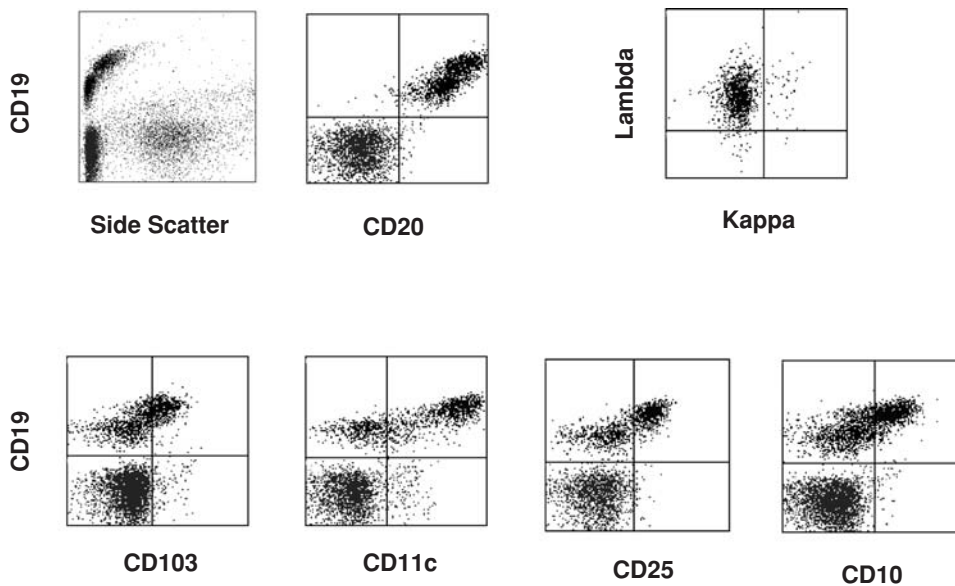 CD19
Side Scatter
CD20
Lambda
Kappa
CD19
CD103
CD11c
CD25
CD10